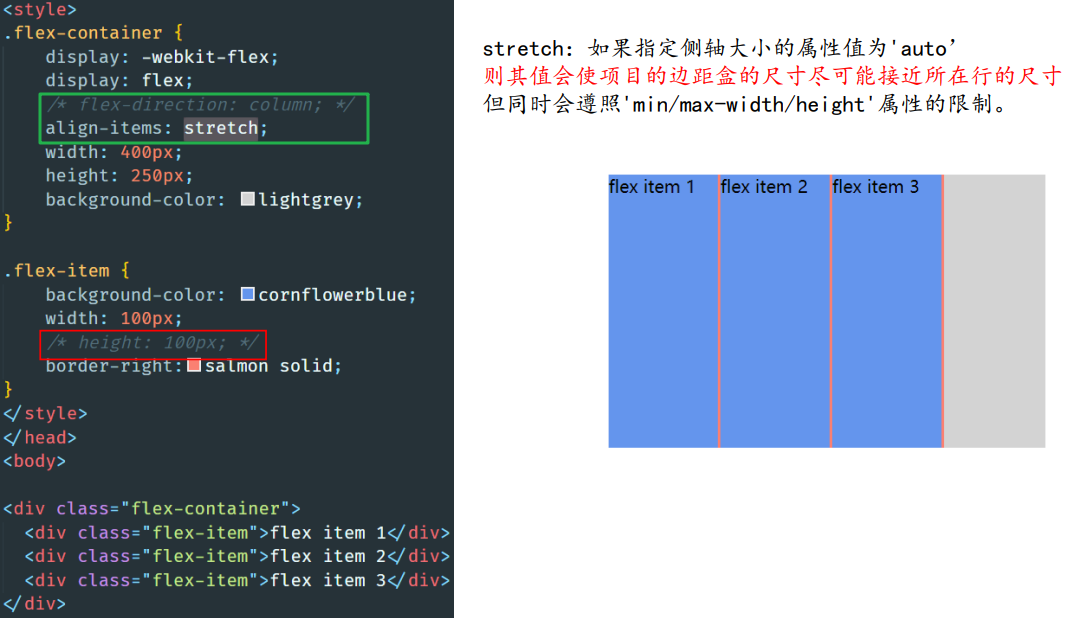 <style>
.flex-container {
display: -webkit-flex;
display: flex;
/* flex-direction: column; */
align-items: stretch;
width: 400px;
height: 250px;
background-color: lightgrey;
}
.flex-item {
background-color: cornflowerblue;
width: 100px;
/* height: 100px; */
border-right: salmon solid;
}
</style>
</head>
<body>
<div class="flex-container">
<div class="flex-item">flex item 1</div>
<div class="flex-item">flex item 2</div>
<div class="flex-item">flex item 3</div>
</div>
stretch: 如果指定侧轴大小的属性值为'auto’
则其值会使项目的边距盒的尺寸尽可能接近所在行的尺寸
但同时会遵照'min/max-width/height'属性的限制。
flex item 1 flex item 2 flex item 3